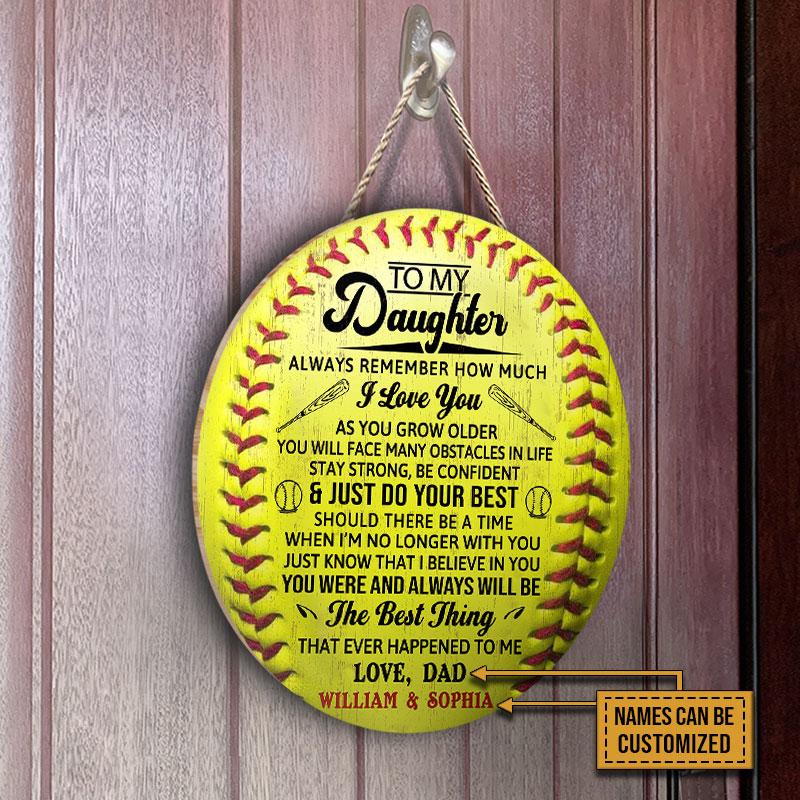 TO MY
Daughter
ALWAYS REMEMBER HOW MUCH
I Love You
AS YOU GROW OLDER
YOU WILL FACE MANY OBSTACLES IN LIFE
STAY STRONG, BE CONFIDENT
& JUST DO YOUR BEST
SHOULD THERE BE A TIME
WHEN I'M NO LONGER WITH YOU
JUST KNOW THAT I BELIEVE IN YOU
YOU WERE AND ALWAYS WILL BE
The Best Thing
THAT EVER HAPPENED TO ME
LOVE, DAD
WILLIAM & SOPHIA
NAMES CAN BE
CUSTOMIZED